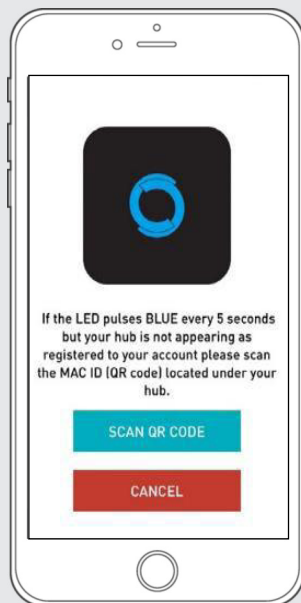 If the LED pulses BLUE every 5 seconds
but your hub is not appearing as
registered to your account please scan
the MAC ID (QR code) located under your
hub.
SCAN QR CODE
CANCEL